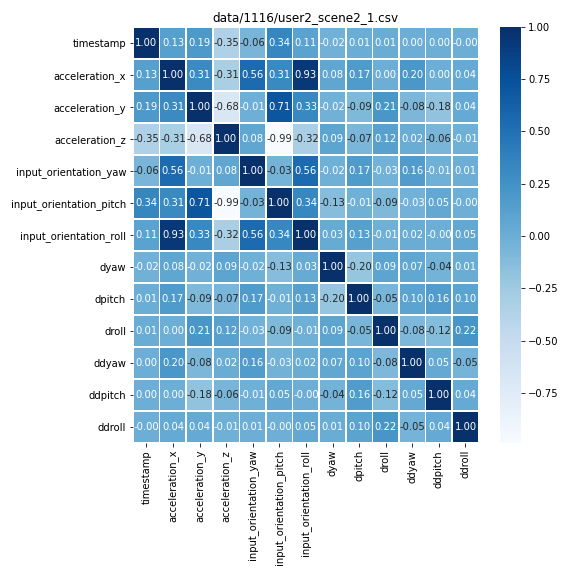 data/1116/user2_scene2_1.csv
timestamp 1.00 0.13 0.19 -0.35 -0.06 0.34 0.11 -0.02 0.01 0.01 0.00 0.00 -0.00
acceleration_x 0.13 1.00 0.31 -0.31 0.56 0.31 0.93 0.08 0.17 0.00 0.20 0.00 0.04
acceleration_y 0.19 0.31 1.00 -0.68 -0.01 0.71 0.33 -0.02 -0.09 0.21 -0.08 -0.18 0.04
acceleration_z -0.35 -0.31 -0.68 1.00 0.08 -0.99 -0.32 0.09 -0.07 0.12 0.02 -0.06 -0.01
input_orientation_yaw -0.06 0.56 -0.01 0.08 1.00 -0.03 0.56 -0.02 0.17 -0.03 0.16 -0.01 0.01
input_orientation_pitch 0.34 0.31 0.71 -0.99 -0.03 1.00 0.34 -0.13 -0.01 -0.09 -0.03 0.05 -0.00
input_orientation_roll 0.11 0.93 0.33 -0.32 0.56 0.34 1.00 0.03 0.13 -0.01 0.02 -0.00 0.05
dyaw -0.02 0.08 -0.02 0.09 -0.02 -0.13 0.03 1.00 -0.20 0.09 0.07 -0.04 0.01
dpitch 0.01 0.17 -0.09 -0.07 0.17 -0.01 0.13 -0.20 1.00 -0.05 0.10 0.16 0.10
droll 0.01 0.00 0.21 0.12 -0.03 -0.09 -0.01 0.09 -0.05 1.00 -0.08 -0.12 0.22
ddyaw 0.00 0.20 -0.08 0.02 0.16 -0.03 0.02 0.07 0.10 -0.08 1.00 0.05 -0.05
ddpitch 0.00 0.00 -0.18 -0.06 -0.01 0.05 -0.00 -0.04 0.16 -0.12 0.05 1.00 0.04
ddroll -0.00 0.04 0.04 -0.01 0.01 -0.00 0.05 0.01 0.10 0.22 -0.05 0.04 1.00
timestamp
acceleration_x
acceleration_y
acceleration_z
input_orientation_yaw
input_orientation_pitch
input_orientation_roll
dyaw
dpitch
droll
ddyaw
ddpitch
ddroll
1.00
0.75
0.50
0.25
0.00
-0.25
-0.50
-0.75